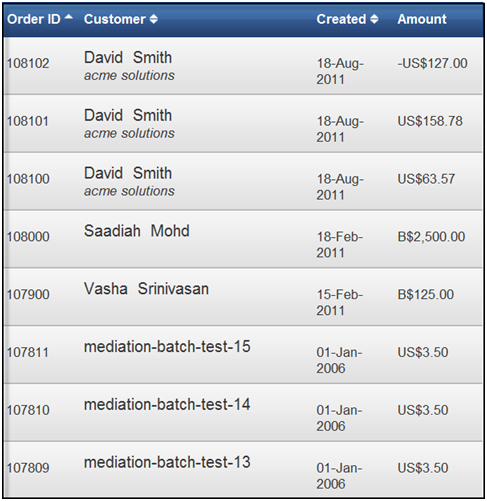 Order ID Customer Created Amount
108102 David Smith 18-Aug-2011 -US$127.00
acme solutions
108101 David Smith 18-Aug-2011 US$158.78
acme solutions
108100 David Smith 18-Aug-2011 US$63.57
acme solutions
108000 Saadiah Mohd 18-Feb-2011 B$2,500.00
107900 Vasha Srinivasan 15-Feb-2011 B$125.00
107811 mediation-batch-test-15 01-Jan-2006 US$3.50
107810 mediation-batch-test-14 01-Jan-2006 US$3.50
107809 mediation-batch-test-13 01-Jan-2006 US$3.50